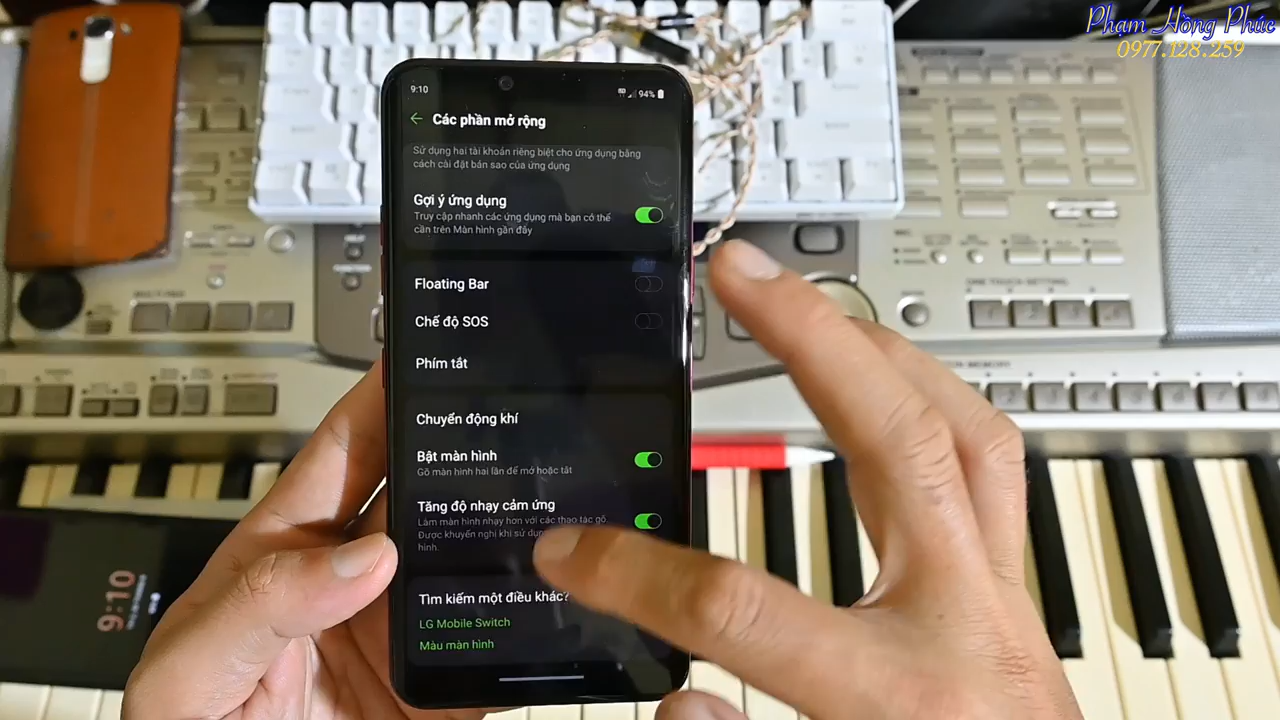 Phạm Hồng Phúc
0977.128.259
9:10
94%
Các phần mở rộng
Sử dụng hai tài khoản riêng biệt cho ứng dụng bằng
cách cài đặt bản sao của ứng dụng
Gợi ý ứng dụng
Truy cập nhanh các ứng dụng mà bạn có thể
cần trên Màn hình gần đây
Floating Bar
Chế độ SOS
Phím tắt
Chuyển động khí
Bật màn hình
Gõ màn hình hai lần để mở hoặc tắt
Tăng độ nhạy cảm ứng
Làm màn hình nhạy hơn với các thao tác gõ.
Được khuyến nghị khi sử dụng
hình.
Tìm kiếm một điều khác?
LG Mobile Switch
Màu màn hình
9:10